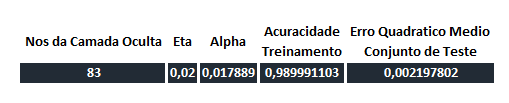 Nos da Camada Oculta Eta Alpha Acuracidade Treinamento Erro Quadratico Medio Conjunto de Teste
83 0,02 0,017889 0,989991103 0,002197802